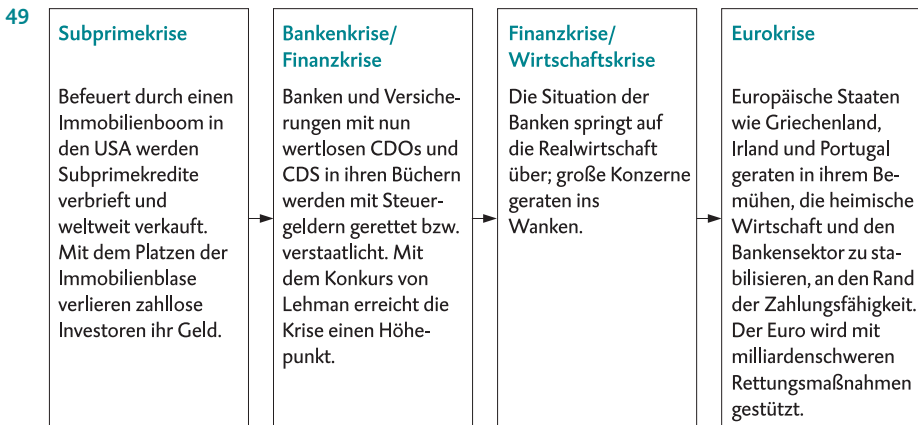 49
Subprimekrise
Befeuert durch einen
Immobilienboom in
den USA werden
Subprimekredite
verbrieft und
weltweit verkauft.
Mit dem Platzen der
Immobilienblase
verlieren zahllose
Investoren ihr Geld.
Bankenkrise/
Finanzkrise
Banken und Versiche-
rungen mit nun
wertlosen CDOs und
CDS in ihren Büchern
werden mit Steuer-
geldern gerettet bzw.
verstaatlicht. Mit
dem Konkurs von
Lehman erreicht die
Krise einen Höhe-
punkt.
Finanzkrise/
Wirtschaftskrise
Die Situation der
Banken springt auf
die Realwirtschaft
über; große Konzerne
geraten ins
Wanken.
Eurokrise
Europäische Staaten
wie Griechenland,
Irland und Portugal
geraten in ihrem Be-
mühen, die heimische
Wirtschaft und den
Bankensektor zu sta-
bilisieren, an den Rand
der Zahlungsfähigkeit.
Der Euro wird mit
milliardenschweren
Rettungsmaßnahmen
gestützt.